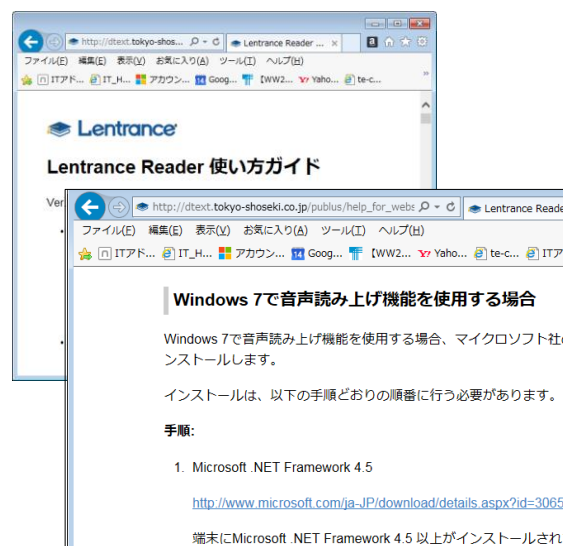 http://dtext.tokyo-shos...
Lentrance Reader ...
ファイル(F) 編集(E) 表示(V) お気に入り(A) ツール(T) ヘルプ(H)
ITアド... IT_H... アカウン... 14 Goog... 【WW2... Y7 Yaho... te-c...
Lentrance
Lentrance Reader 使い方ガイド
Ver
http://dtext.tokyo-shoseki.co.jp/publus/help_for_webs
Lentrance Reade
ファイル(F) 編集(E) 表示(V) お気に入り(A) ツール(T) ヘルプ(H)
ITアド... IT_H... アカウン... 14 Goog... 【WW2... Y7 Yaho... te-c... ITア
Windows 7で音声読み上げ機能を使用する場合
Windows 7で音声読み上げ機能を使用する場合、マイクロソフト社の
ンストールします。
インストールは、以下の手順どおりの順番に行う必要があります。
手順:
1. Microsoft .NET Framework 4.5
http://www.microsoft.com/ja-JP/download/details.aspx?id=3065
端末にMicrosoft .NET Framework 4.5 以上がインストールされ